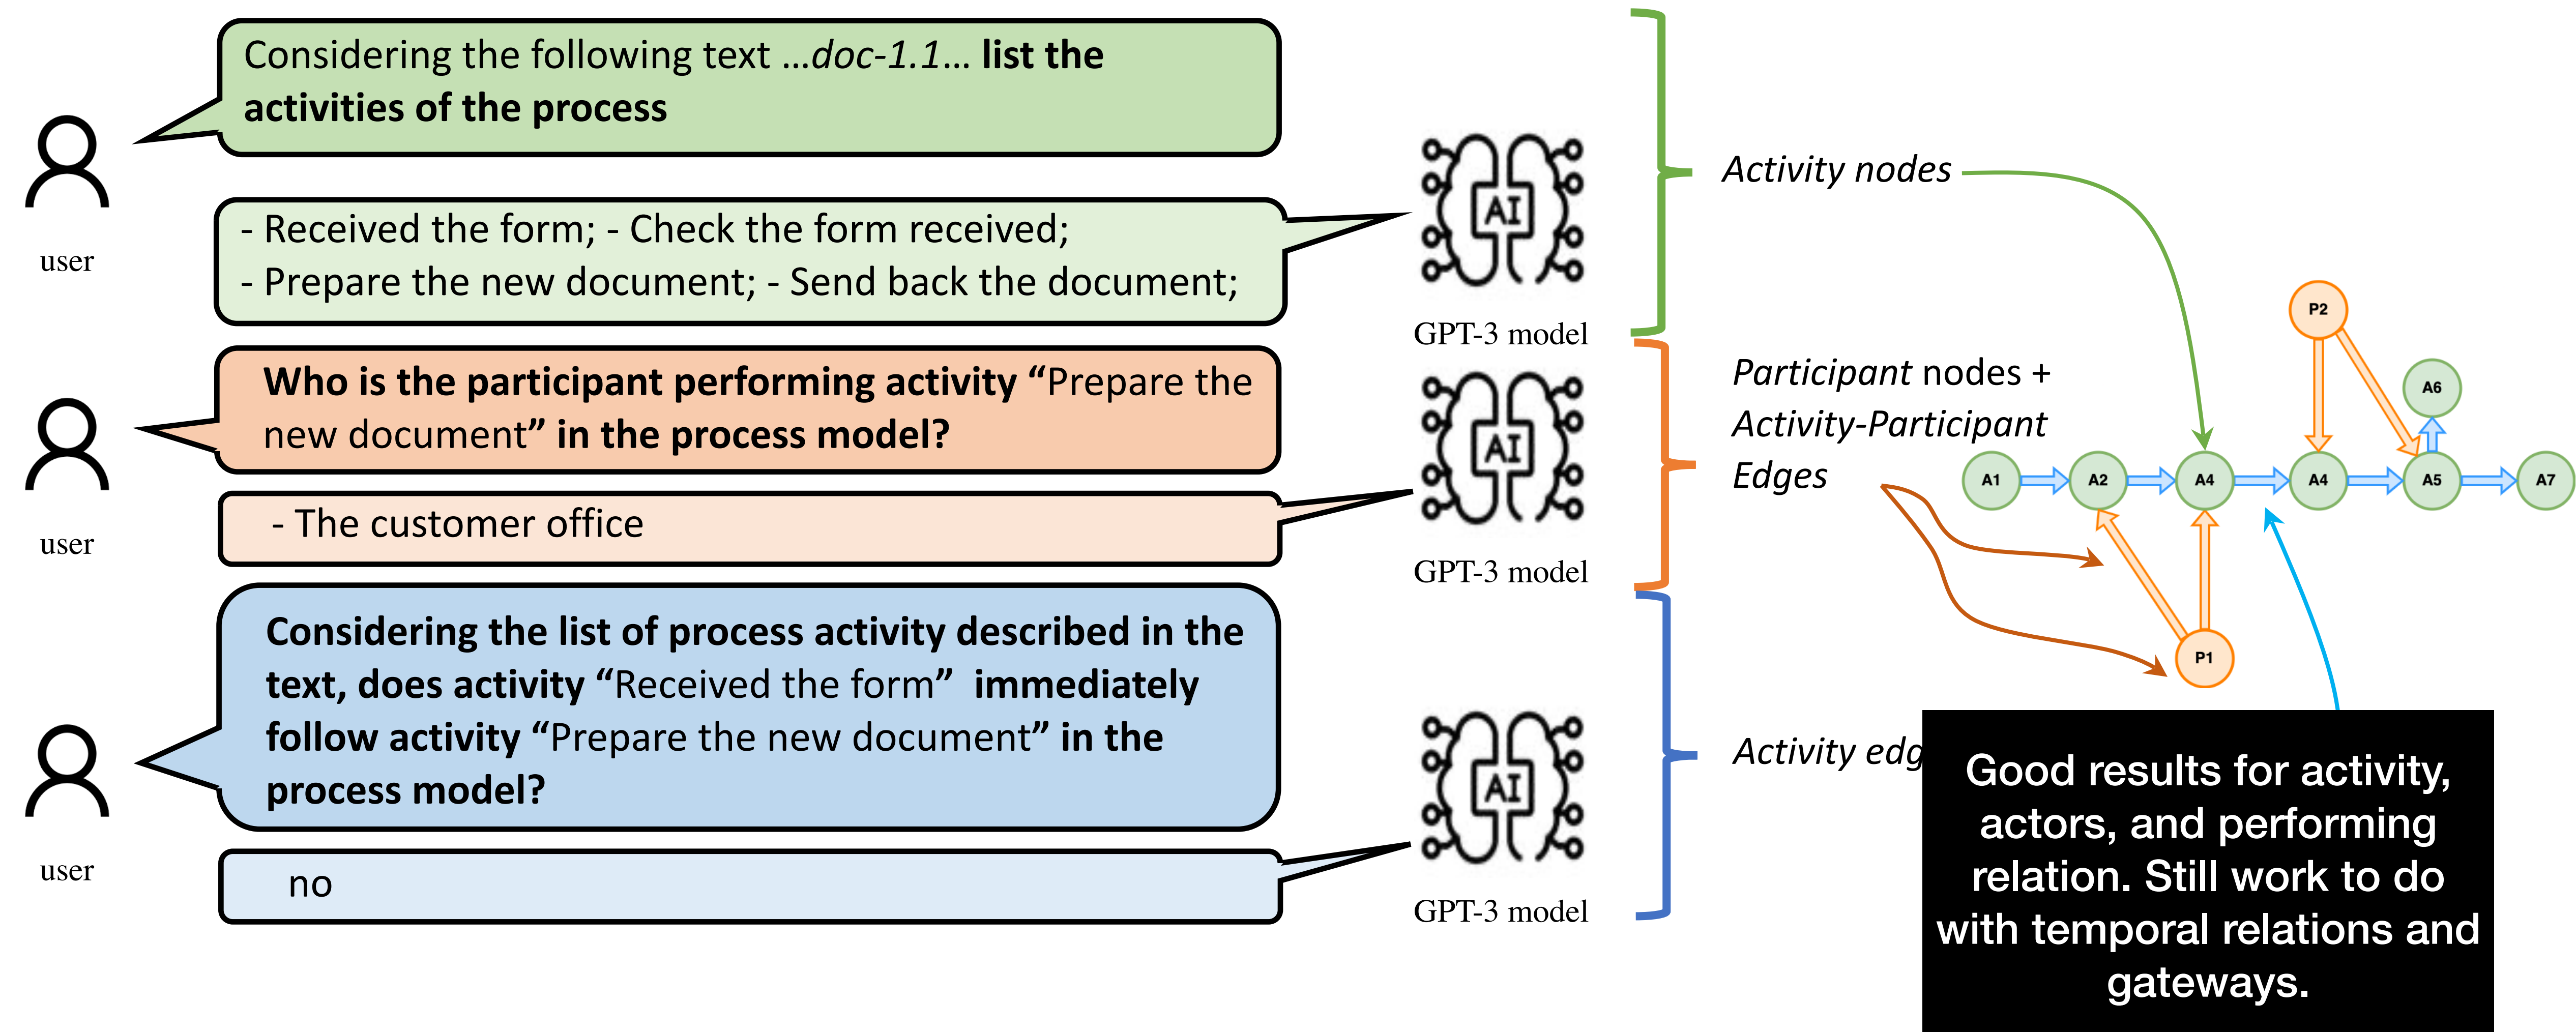 Considering the following text ...doc-1.1... list the
activities of the process
user
- Received the form; - Check the form received;
- Prepare the new document; - Send back the document;
GPT-3 model
Who is the participant performing activity “Prepare the
new document” in the process model?
user
- The customer office
GPT-3 model
Considering the list of process activity described in the
text, does activity “Received the form” immediately
follow activity “Prepare the new document” in the
process model?
user
no
GPT-3 model
Activity nodes
Participant nodes +
Activity-Participant
Edges
Activity edg
P2
A6
A1
A2
A4
A4
A5
A7
P1
Good results for activity,
actors, and performing
relation. Still work to do
with temporal relations and
gateways.